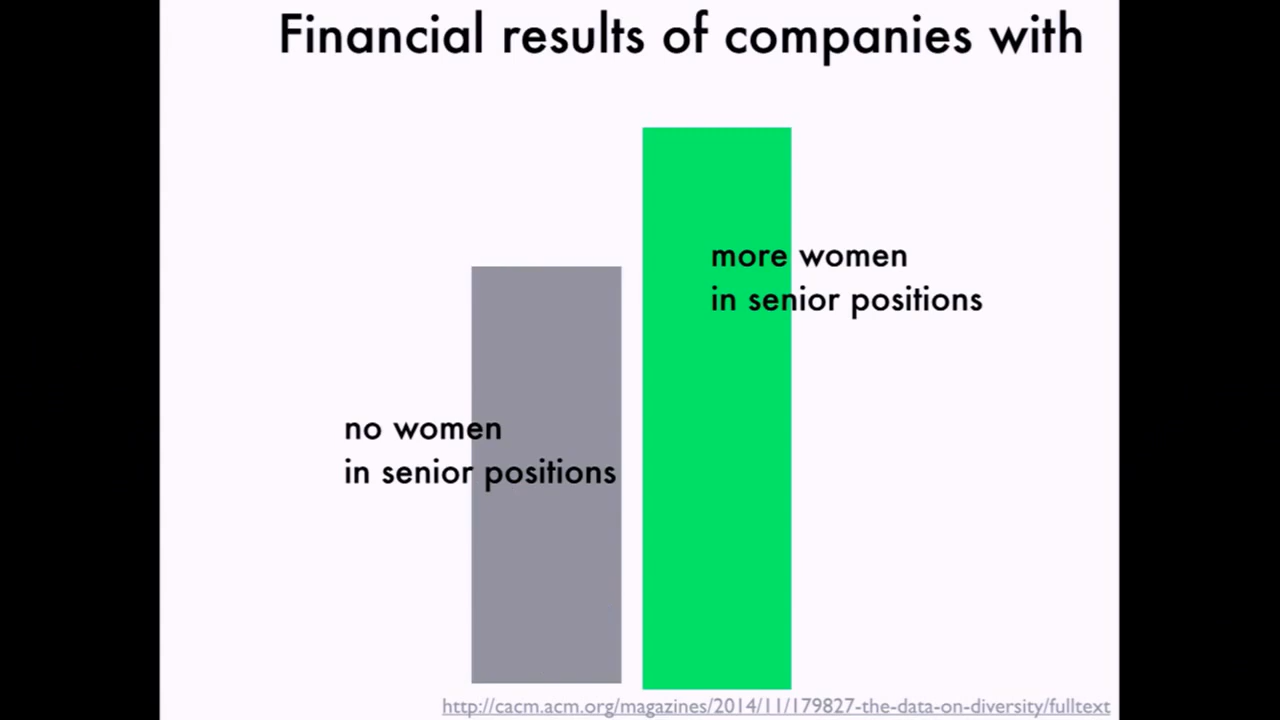 Financial results of companies with
more women
in senior positions
no women
in senior positions
http://cacm.acm.org/magazines/2014/11/179827-the-data-on-diversity/fulltext